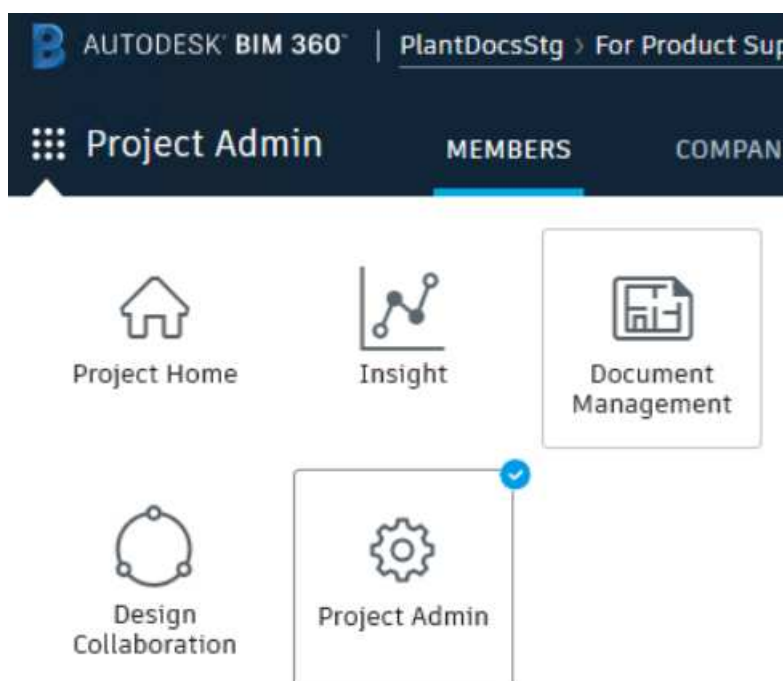 AUTODESK® BIM 360™ | PlantDocsStg > For Product Sup
Project Admin MEMBERS COMPAN
Project Home Insight Document Management
Design Collaboration Project Admin